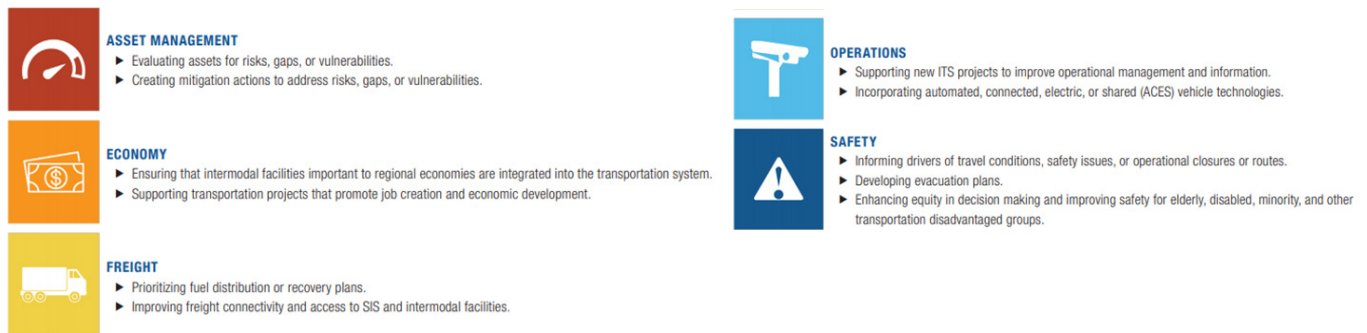 ASSET MANAGEMENT
► Evaluating assets for risks, gaps, or vulnerabilities.
► Creating mitigation actions to address risks, gaps, or vulnerabilities.
ECONOMY
► Ensuring that intermodal facilities important to regional economies are integrated into the transportation system.
► Supporting transportation projects that promote job creation and economic development.
FREIGHT
► Prioritizing fuel distribution or recovery plans.
► Improving freight connectivity and access to SIS and intermodal facilities.
OPERATIONS
► Supporting new ITS projects to improve operational management and information.
► Incorporating automated, connected, electric, or shared (ACES) vehicle technologies.
SAFETY
► Informing drivers of travel conditions, safety issues, or operational closures or routes.
► Developing evacuation plans.
► Enhancing equity in decision making and improving safety for elderly, disabled, minority, and other
transportation disadvantaged groups.